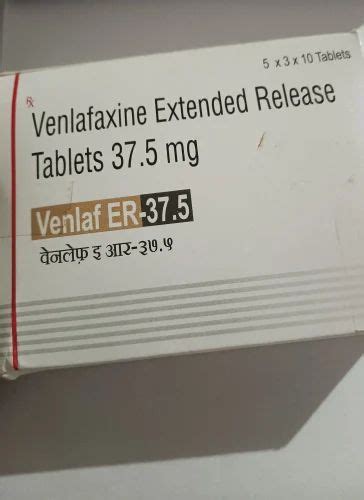 5 x 3 x 10 Tablets
Rx
Venlafaxine Extended Release
Tablets 37.5 mg
Venlaf ER-37.5
वेनलेफ़ इ आर-३७.५